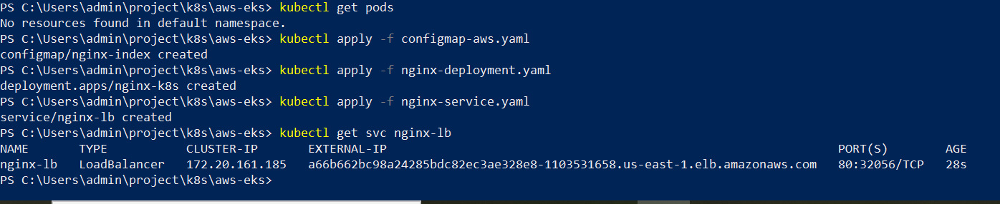 PS C:\Users\admin\project\k8s\aws-eks> kubectl get pods
No resources found in default namespace.
PS C:\Users\admin\project\k8s\aws-eks> kubectl apply -f configmap-aws.yaml
configmap/nginx-index created
PS C:\Users\admin\project\k8s\aws-eks> kubectl apply -f nginx-deployment.yaml
deployment.apps/nginx-k8s created
PS C:\Users\admin\project\k8s\aws-eks> kubectl apply -f nginx-service.yaml
service/nginx-lb created
PS C:\Users\admin\project\k8s\aws-eks> kubectl get svc nginx-lb
NAME       TYPE           CLUSTER-IP       EXTERNAL-IP                                                               PORT(S)        AGE
nginx-lb   LoadBalancer   172.20.161.185   a66b662bc98a24285bdc82ec3ae328e8-1103531658.us-east-1.elb.amazonaws.com   80:32056/TCP   28s
PS C:\Users\admin\project\k8s\aws-eks>